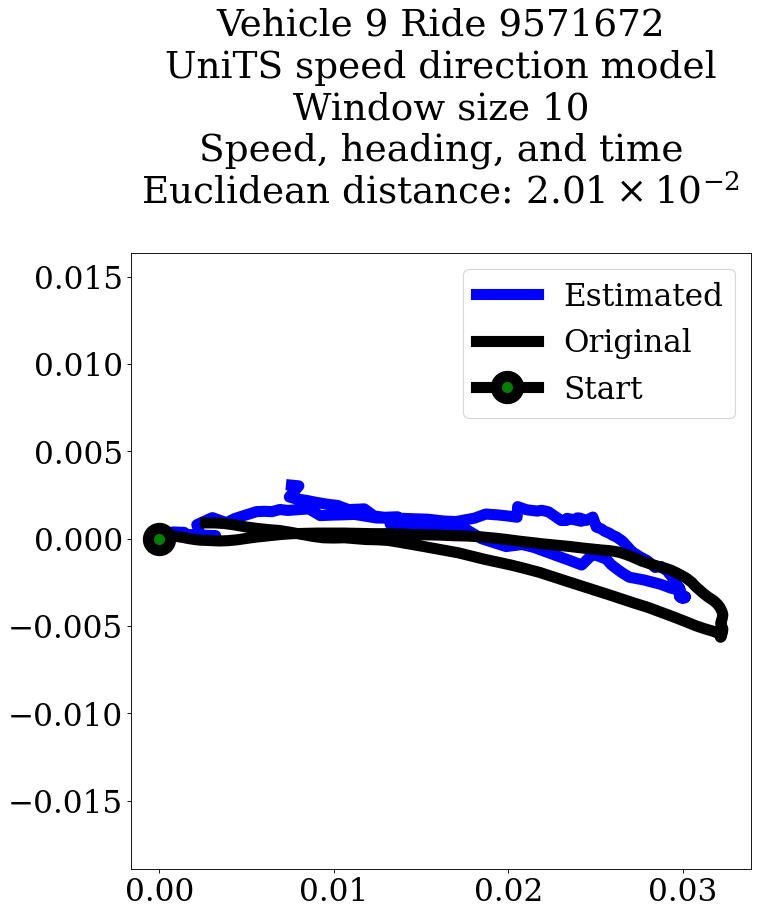 Vehicle 9 Ride 9571672
UniTS speed direction model
Window size 10
Speed, heading, and time
Euclidean distance: 2.01 × 10⁻²
Estimated
Original
Start
0.015
0.010
0.005
0.000
−0.005
−0.010
−0.015
0.00 0.01 0.02 0.03